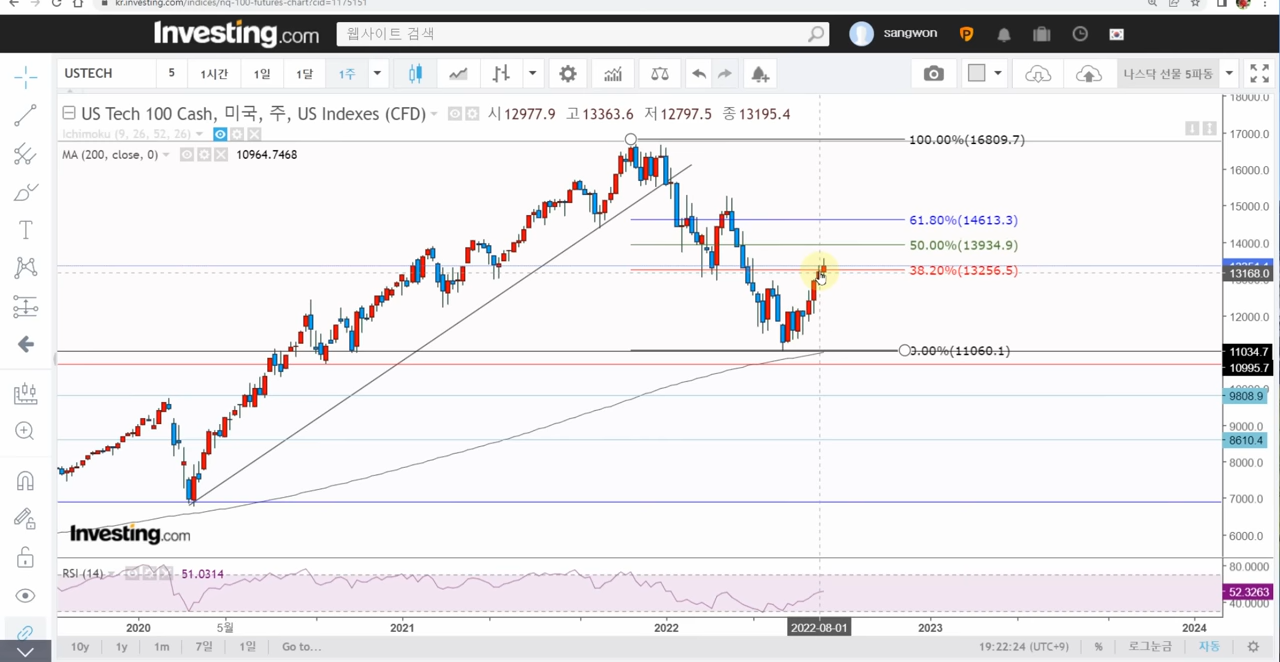 kr.investing.com/indices/nq-100-futures-chart?cid=1175151
Investing.com
웹사이트 검색
sangwon
USTECH
5
1시간
1일
1달
1주
나스닥 선물 5파동
US Tech 100 Cash, 미국, 주, US Indexes (CFD)
시 12977.9 고 13363.6 저 12797.5 종 13195.4
Ichimoku (9, 26, 52, 26)
MA (200, close, 0)
10964.7468
100.00%(16809.7)
61.80%(14613.3)
50.00%(13934.9)
38.20%(13256.5)
0.00%(11060.1)
18000.0
17000.0
16000.0
15000.0
14000.0
13168.0
12000.0
11034.7
10995.7
9808.9
9000.0
8610.4
8000.0
7000.0
6000.0
Investing.com
RSI (14)
51.0314
80.0000
52.3263
40.0000
2020
5월
2021
2022
2022-08-01
2023
2024
10y
1y
1m
7일
1일
Go to...
19:22:24 (UTC+9)
%
로그눈금
자동